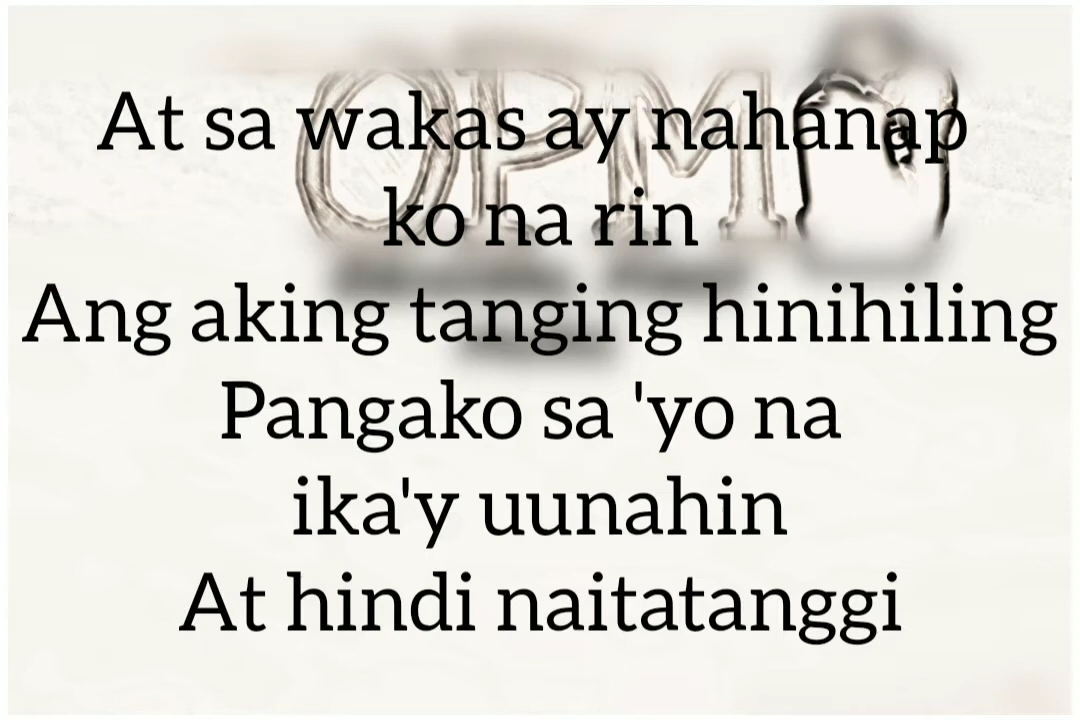 OPM
At sa wakas ay nahanap
ko na rin
Ang aking tanging hinihiling
Pangako sa 'yo na
ika'y uunahin
At hindi naitatanggi